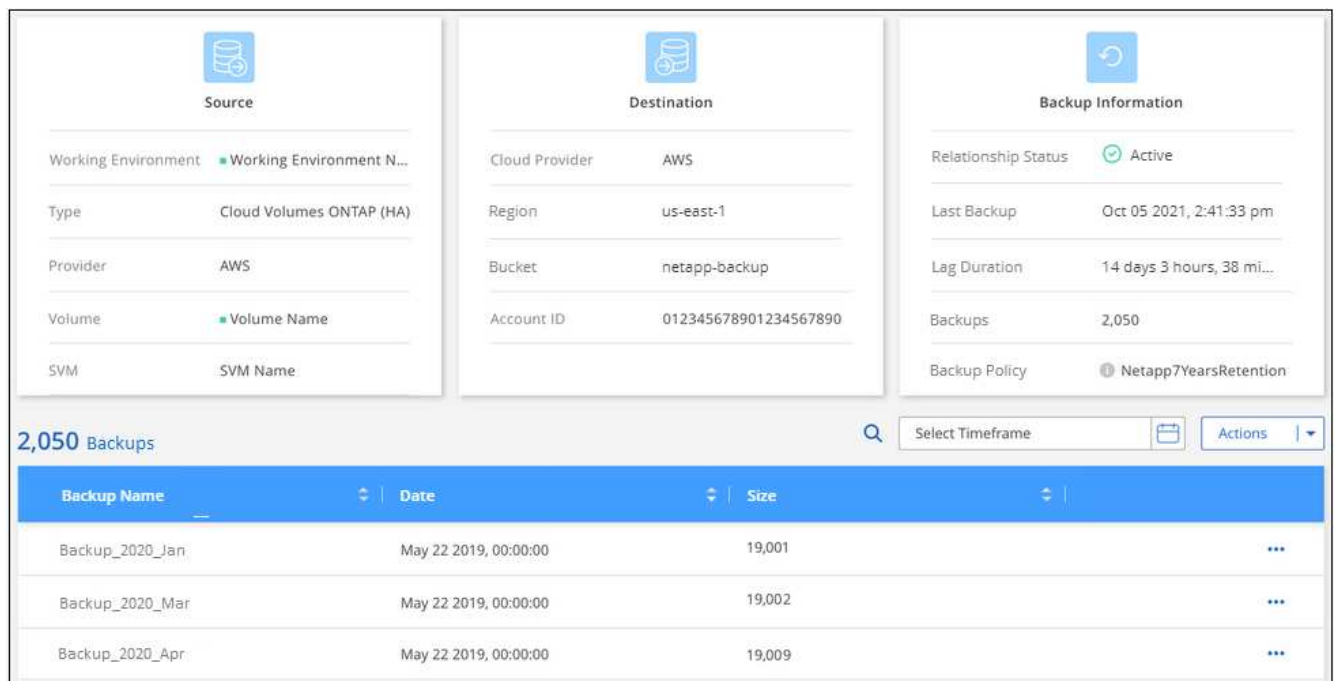 Source
Working Environment Working Environment N...
Type Cloud Volumes ONTAP (HA)
Provider AWS
Volume Volume Name
SVM SVM Name
Destination
Cloud Provider AWS
Region us-east-1
Bucket netapp-backup
Account ID 012345678901234567890
Backup Information
Relationship Status Active
Last Backup Oct 05 2021, 2:41:33 pm
Lag Duration 14 days 3 hours, 38 mi...
Backups 2,050
Backup Policy Netapp7YearsRetention
2,050 Backups
Select Timeframe
Actions
Backup Name Date Size
Backup_2020_Jan May 22 2019, 00:00:00 19,001
Backup_2020_Mar May 22 2019, 00:00:00 19,002
Backup_2020_Apr May 22 2019, 00:00:00 19,009